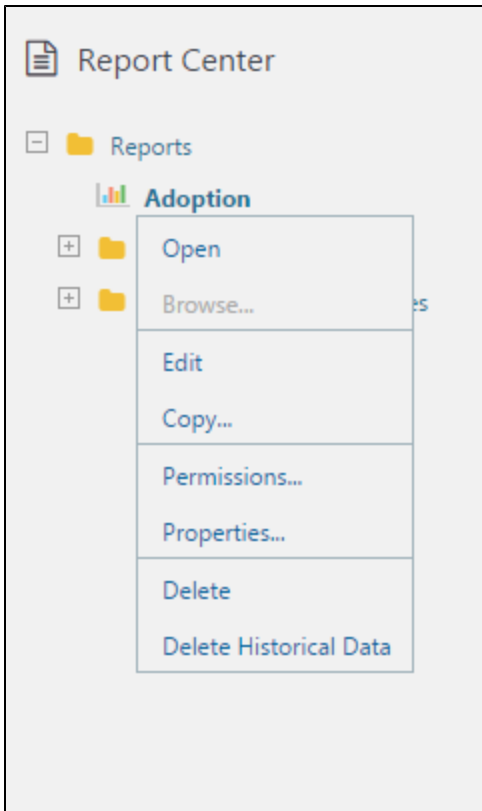 Report Center
Reports
Adoption
Open
Browse...
Edit
Copy...
Permissions...
Properties...
Delete
Delete Historical Data